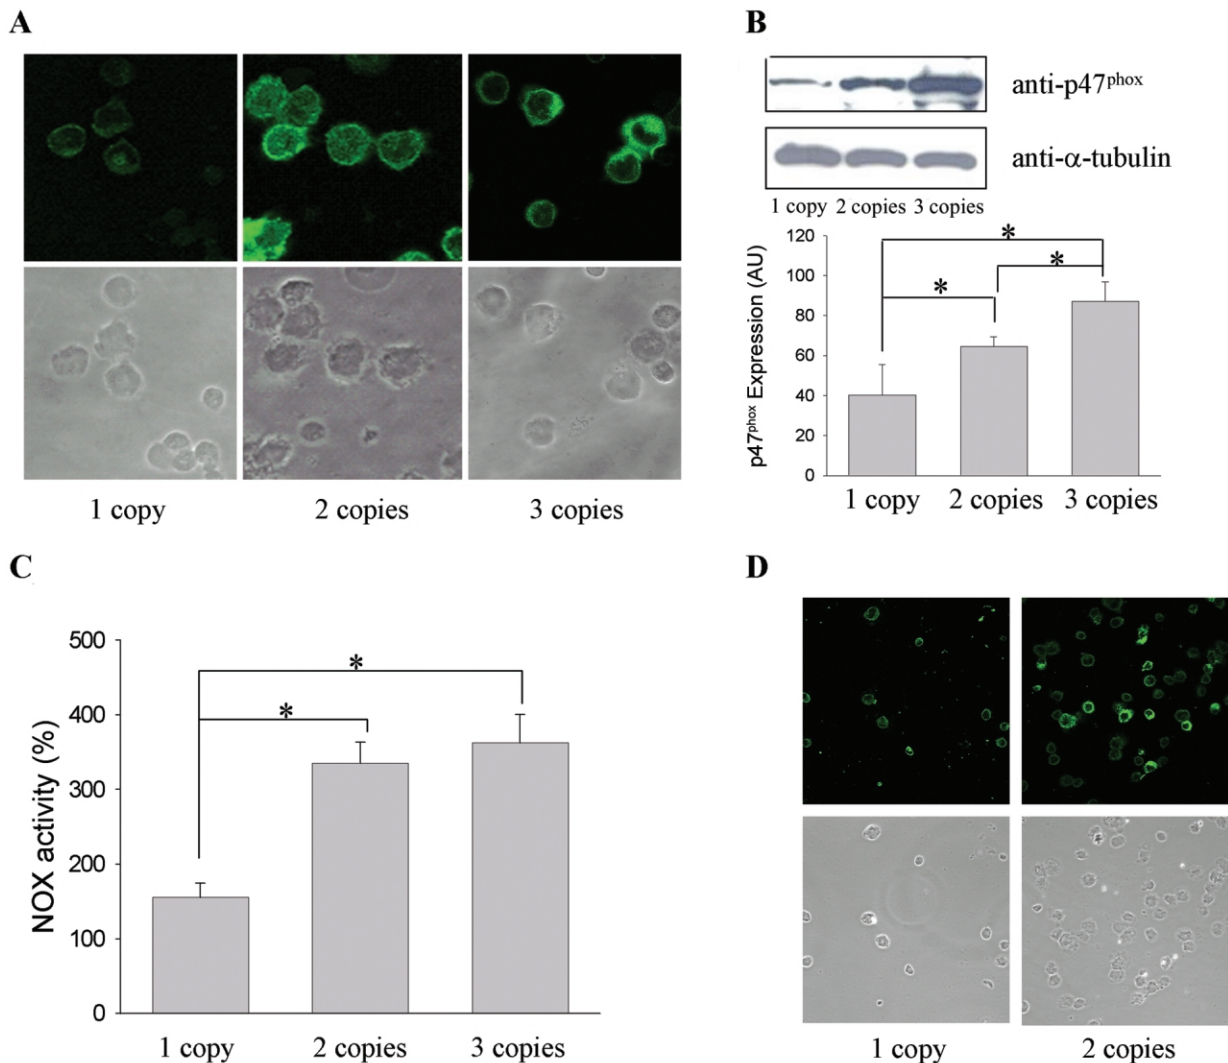 A
1 copy 2 copies 3 copies
B
anti-p47phox
anti-α-tubulin
1 copy 2 copies 3 copies
120
100
80
60
40
20
0
p47phox Expression (AU)
*
*
*
1 copy 2 copies 3 copies
C
500
400
300
200
100
0
NOX activity (%)
*
*
1 copy 2 copies 3 copies
D
1 copy 2 copies